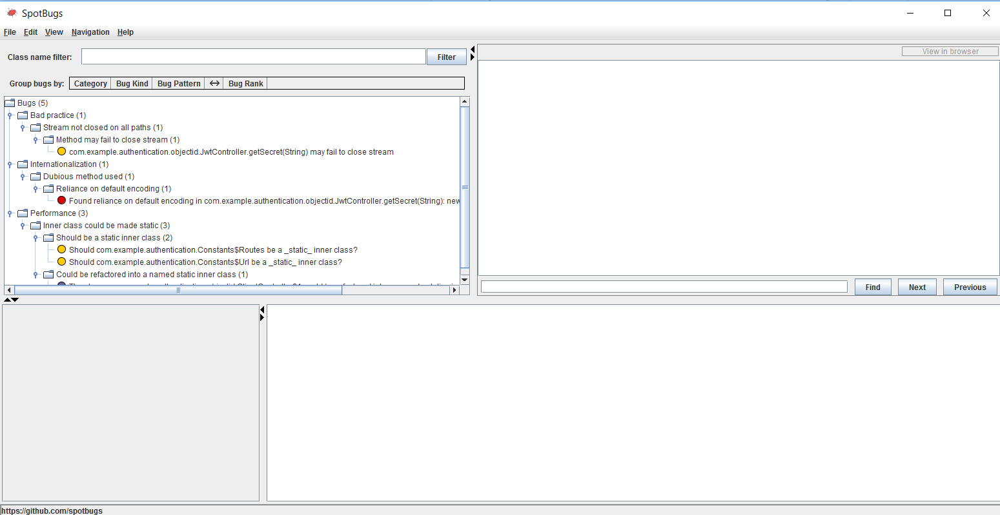 SpotBugs
File Edit View Navigation Help
Class name filter:
Filter
View in browser
Group bugs by: Category Bug Kind Bug Pattern ↔ Bug Rank
Bugs (5)
Bad practice (1)
Stream not closed on all paths (1)
Method may fail to close stream (1)
com.example.authentication.objectid.JwtController.getSecret(String) may fail to close stream
Internationalization (1)
Dubious method used (1)
Reliance on default encoding (1)
Found reliance on default encoding in com.example.authentication.objectid.JwtController.getSecret(String): new
Performance (3)
Inner class could be made static (3)
Should be a static inner class (2)
Should com.example.authentication.Constants$Routes be a _static_ inner class?
Should com.example.authentication.Constants$Url be a _static_ inner class?
Could be refactored into a named static inner class (1)
Find Next Previous
https://github.com/spotbugs